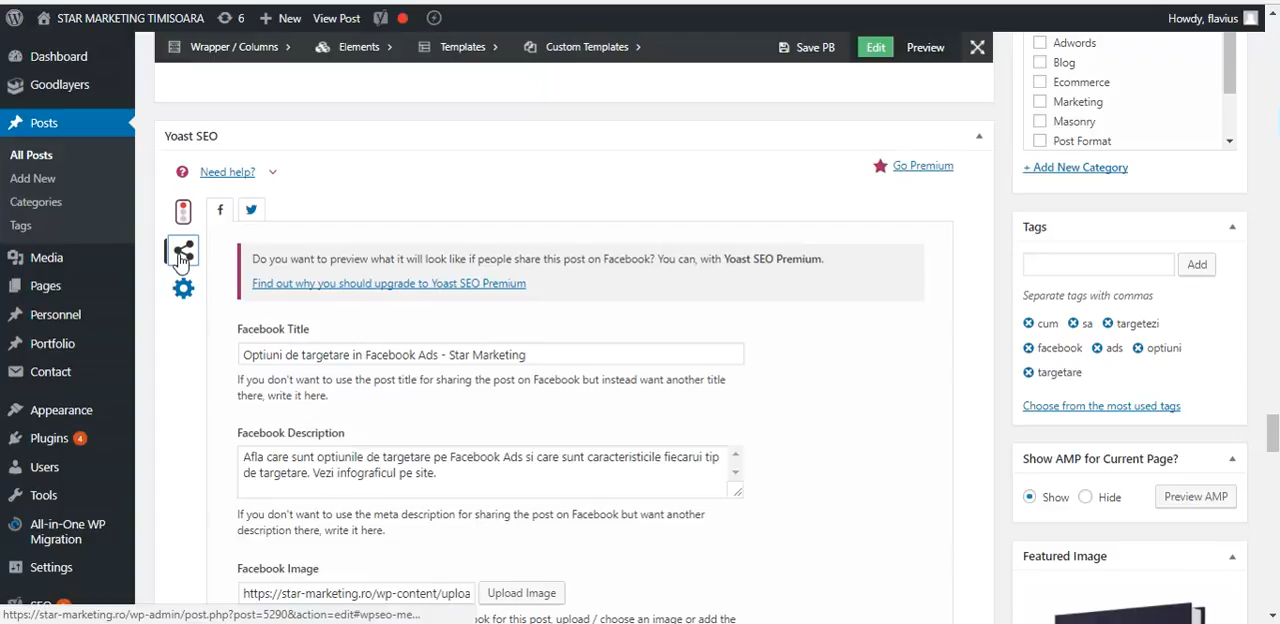 STAR MARKETING TIMISOARA 6 New View Post Howdy, flavius
Dashboard
Goodlayers
Posts
All Posts
Add New
Categories
Tags
Media
Pages
Personnel
Portfolio
Contact
Appearance
Plugins 4
Users
Tools
All-in-One WP
Migration
Settings
Wrapper / Columns Elements Templates Custom Templates Save PB Edit Preview
Yoast SEO
Need help?
Go Premium
Do you want to preview what it will look like if people share this post on Facebook? You can, with Yoast SEO Premium.
Find out why you should upgrade to Yoast SEO Premium
Facebook Title
Optiuni de targetare in Facebook Ads - Star Marketing
If you don't want to use the post title for sharing the post on Facebook but instead want another title
there, write it here.
Facebook Description
Afla care sunt optiunile de targetare pe Facebook Ads si care sunt caracteristicile fiecarui tip
de targetare. Vezi infograficul pe site.
If you don't want to use the meta description for sharing the post on Facebook but want another
description there, write it here.
Facebook Image
https://star-marketing.ro/wp-content/uploa Upload Image
for this post, upload / choose an image or add the
https://star-marketing.ro/wp-admin/post.php?post=5290&action=edit#wpseo-me...
Adwords
Blog
Ecommerce
Marketing
Masonry
Post Format
+ Add New Category
Tags
Add
Separate tags with commas
cum sa targetezi
facebook ads optiuni
targetare
Choose from the most used tags
Show AMP for Current Page?
Show Hide Preview AMP
Featured Image